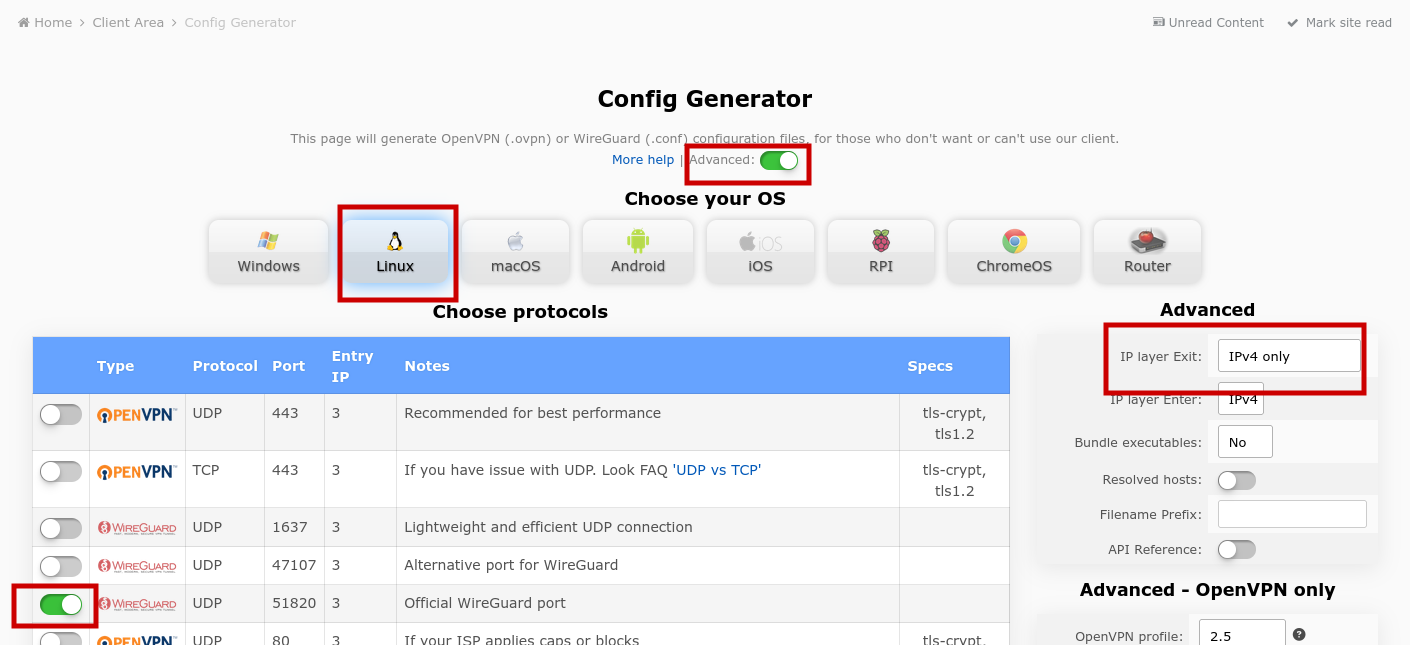 Home > Client Area > Config Generator
Unread Content Mark site read
Config Generator
This page will generate OpenVPN (.ovpn) or WireGuard (.conf) configuration files, for those who don't want or can't use our client.
More help | Advanced:
Choose your OS
Windows Linux macOS Android iOS iOS RPI ChromeOS Router
Choose protocols
Type Protocol Port Entry IP Notes Specs
OPENVPN UDP 443 3 Recommended for best performance tls-crypt, tls1.2
OPENVPN TCP 443 3 If you have issue with UDP. Look FAQ 'UDP vs TCP' tls-crypt, tls1.2
WIREGUARD UDP 1637 3 Lightweight and efficient UDP connection
WIREGUARD UDP 47107 3 Alternative port for WireGuard
WIREGUARD UDP 51820 3 Official WireGuard port
OPENVPN UDP 80 3 If your ISP applies caps or blocks tls-crypt,
Advanced
IP layer Exit: IPv4 only
IP layer Enter: IPv4
Bundle executables: No
Resolved hosts:
Filename Prefix:
API Reference:
Advanced - OpenVPN only
OpenVPN profile: 2.5 ?